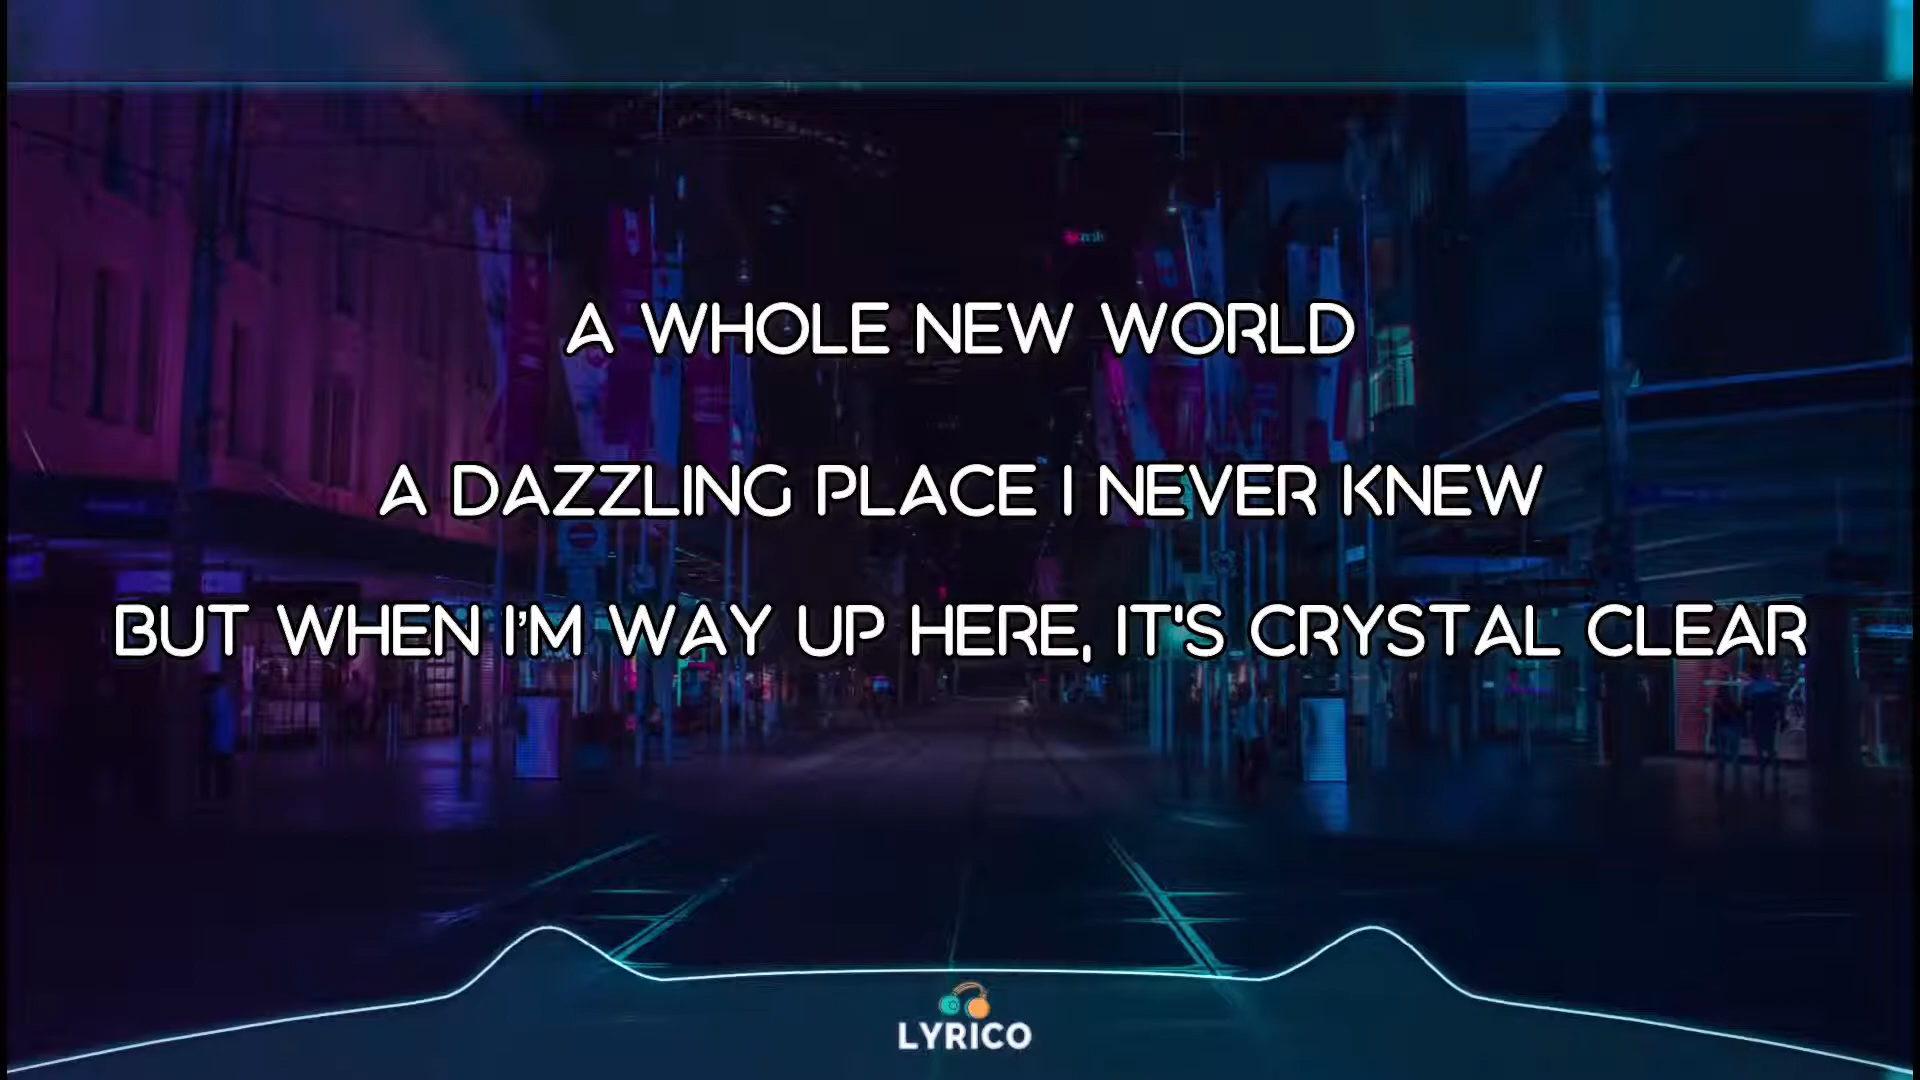 A WHOLE NEW WORLD
A DAZZLING PLACE I NEVER KNEW
BUT WHEN I'M WAY UP HERE, IT'S CRYSTAL CLEAR
LYRICO